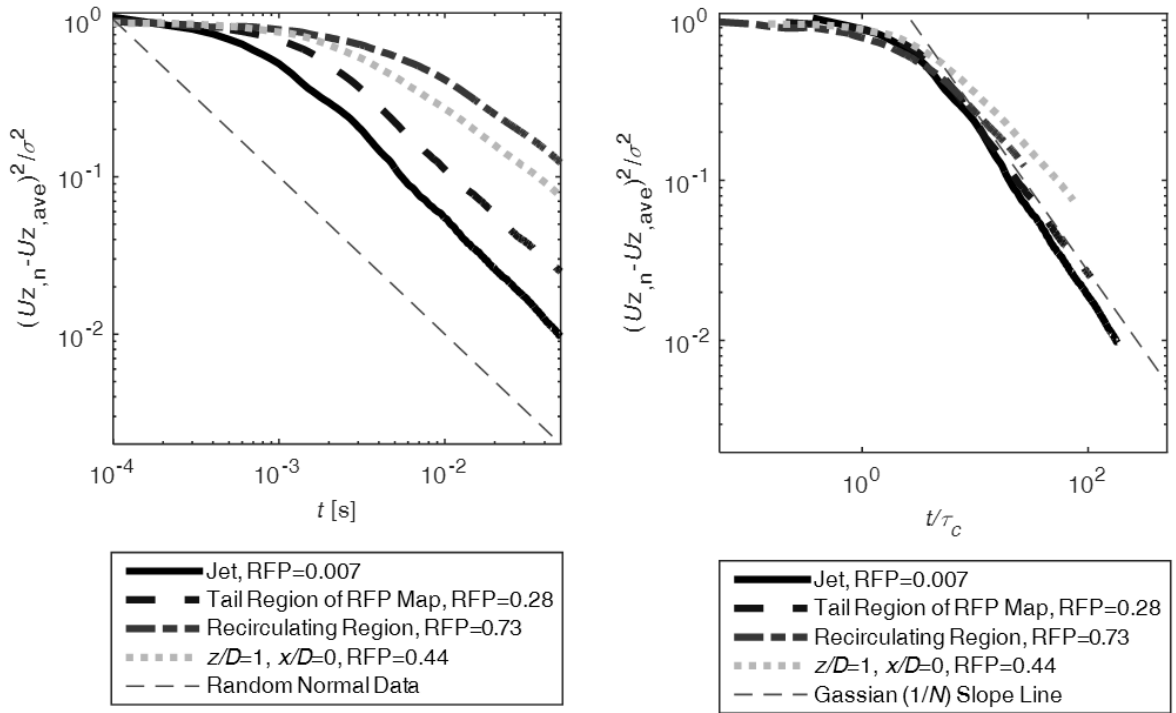 10^0
10^-1
10^-2
(Uz,n-Uz,ave)^2/σ^2
10^-4
10^-3
10^-2
t [s]
Jet, RFP=0.007
Tail Region of RFP Map, RFP=0.28
Recirculating Region, RFP=0.73
z/D=1, x/D=0, RFP=0.44
Random Normal Data
10^0
10^-1
10^-2
(Uz,n-Uz,ave)^2/σ^2
10^0
10^2
t/τc
Jet, RFP=0.007
Tail Region of RFP Map, RFP=0.28
Recirculating Region, RFP=0.73
z/D=1, x/D=0, RFP=0.44
Gassian (1/N) Slope Line